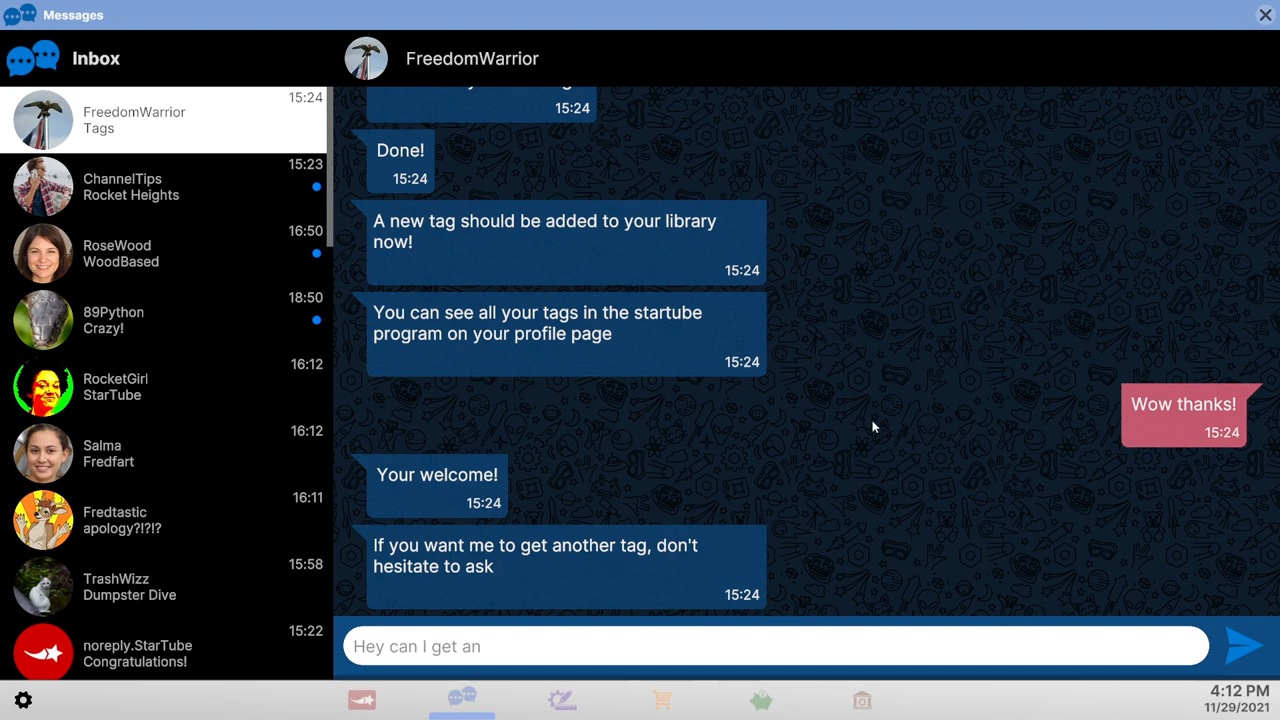 Messages
Inbox
FreedomWarrior
15:24
FreedomWarrior
Tags
15:23
ChannelTips
Rocket Heights
16:50
RoseWood
WoodBased
18:50
89Python
Crazy!
16:12
RocketGirl
StarTube
16:12
Salma
Fredfart
16:11
Fredtastic
apology?!?!?
15:58
TrashWizz
Dumpster Dive
15:22
noreply.StarTube
Congratulations!
15:24
Done!
15:24
A new tag should be added to your library
now!
15:24
You can see all your tags in the startube
program on your profile page
15:24
Wow thanks!
15:24
Your welcome!
15:24
If you want me to get another tag, don't
hesitate to ask
15:24
Hey can I get an
4:12 PM
11/29/2021